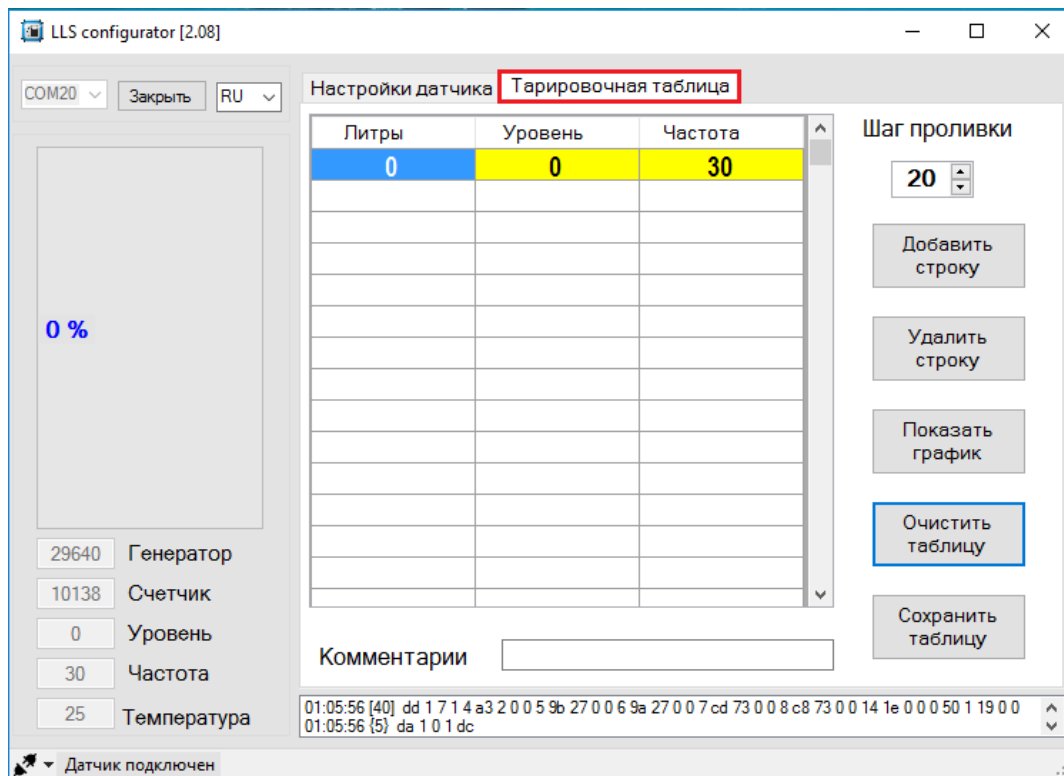 LLS configurator [2.08]
COM20 Закрыть RU
Настройки датчика Тарировочная таблица
Литры Уровень Частота
0 0 30
Шаг проливки
20
Добавить
строку
Удалить
строку
Показать
график
Очистить
таблицу
Сохранить
таблицу
0 %
29640 Генератор
10138 Счетчик
0 Уровень
30 Частота
25 Температура
Комментарии
01:05:56 [40] dd 1 7 1 4 a3 2 0 0 5 9b 27 0 0 6 9a 27 0 0 7 cd 73 0 0 8 c8 73 0 0 14 1e 0 0 0 50 1 19 0 0
01:05:56 {5} da 1 0 1 dc
Датчик подключен